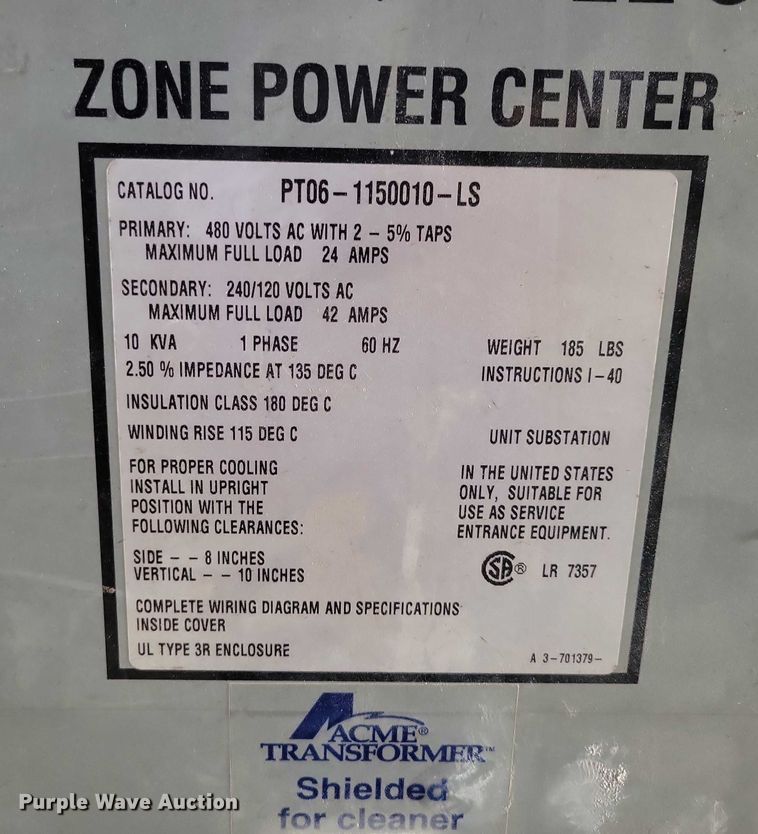 ZONE POWER CENTER
CATALOG NO. PT06-1150010-LS
PRIMARY: 480 VOLTS AC WITH 2 - 5% TAPS
MAXIMUM FULL LOAD 24 AMPS
SECONDARY: 240/120 VOLTS AC
MAXIMUM FULL LOAD 42 AMPS
10 KVA 1 PHASE 60 HZ WEIGHT 185 LBS
2.50 % IMPEDANCE AT 135 DEG C INSTRUCTIONS I-40
INSULATION CLASS 180 DEG C
WINDING RISE 115 DEG C UNIT SUBSTATION
FOR PROPER COOLING
INSTALL IN UPRIGHT
POSITION WITH THE
FOLLOWING CLEARANCES:
SIDE - - 8 INCHES
VERTICAL - - 10 INCHES
IN THE UNITED STATES
ONLY, SUITABLE FOR
USE AS SERVICE
ENTRANCE EQUIPMENT.
SA® LR 7357
COMPLETE WIRING DIAGRAM AND SPECIFICATIONS
INSIDE COVER
UL TYPE 3R ENCLOSURE
A 3-701379-
ACME®
TRANSFORMER™
Shielded
for cleaner
Purple Wave Auction